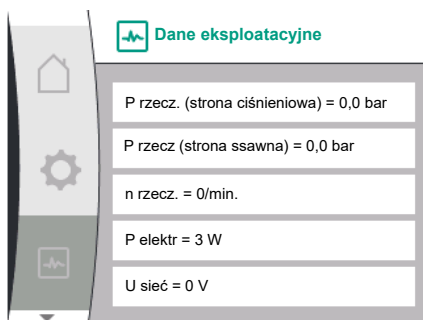 Dane eksploatacyjne
P rzecz. (strona ciśnieniowa) = 0,0 bar
P rzecz (strona ssawna) = 0,0 bar
n rzecz. = 0/min.
P elektr = 3 W
U sieć = 0 V